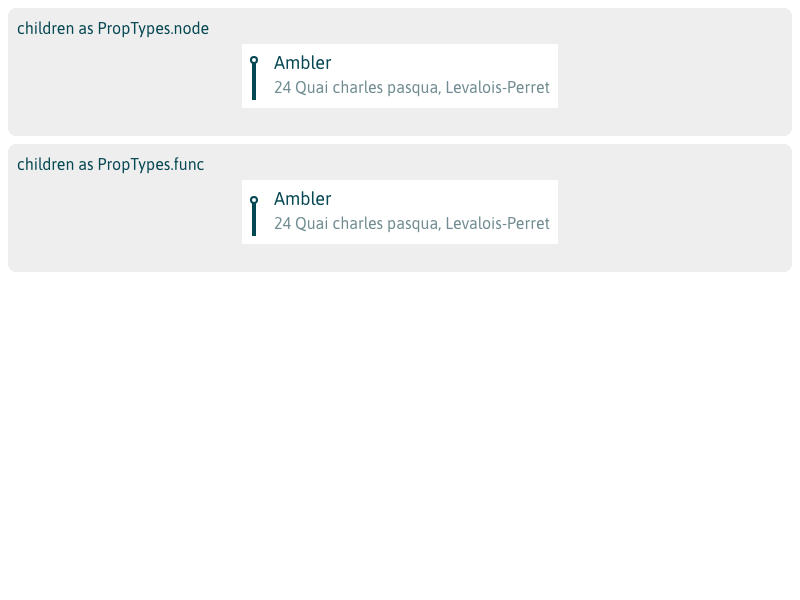 children as PropTypes.node
Ambler
24 Quai charles pasqua, Levalois-Perret
children as PropTypes.func
Ambler
24 Quai charles pasqua, Levalois-Perret